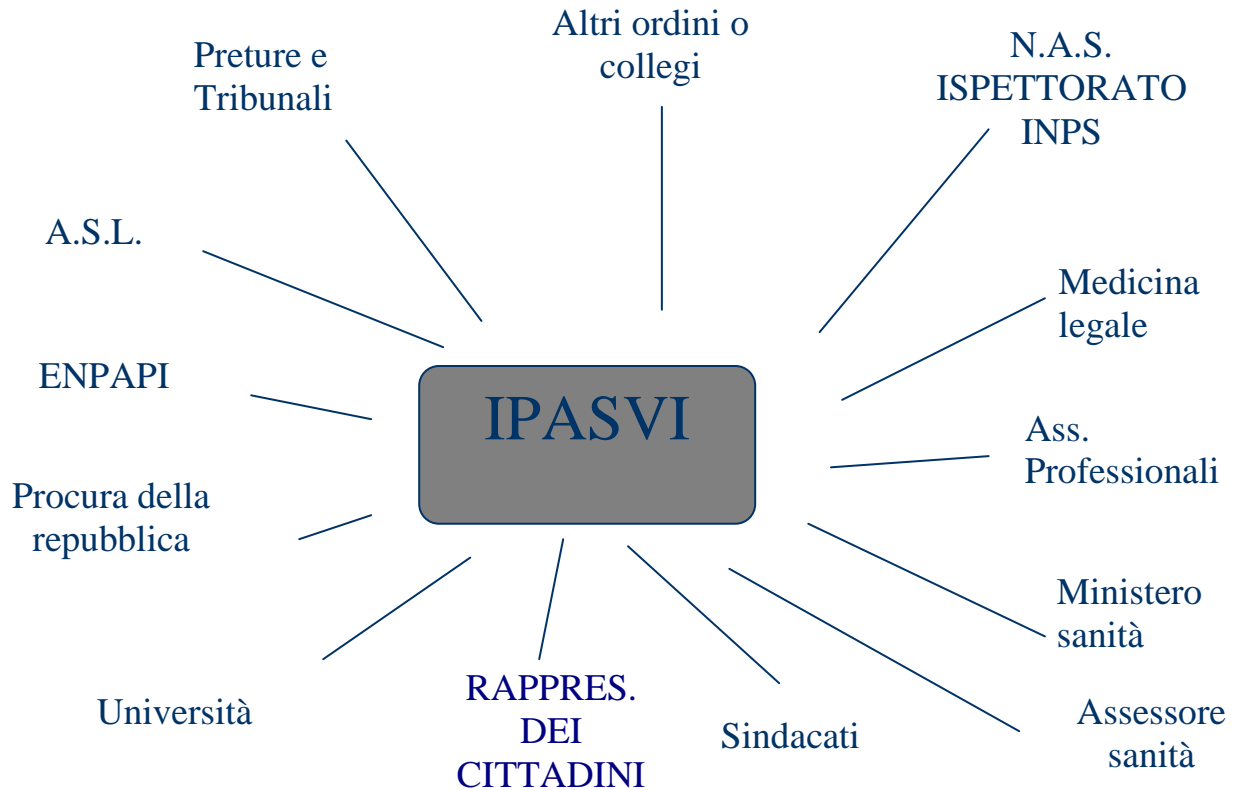 Altri ordini o
collegi
Preture e
Tribunali
N.A.S.
ISPETTORATO
INPS
A.S.L.
Medicina
legale
ENPAPI
IPASVI
Ass.
Professionali
Procura della
repubblica
Ministero
sanità
Università
RAPPRES.
DEI
CITTADINI
Sindacati
Assessore
sanità